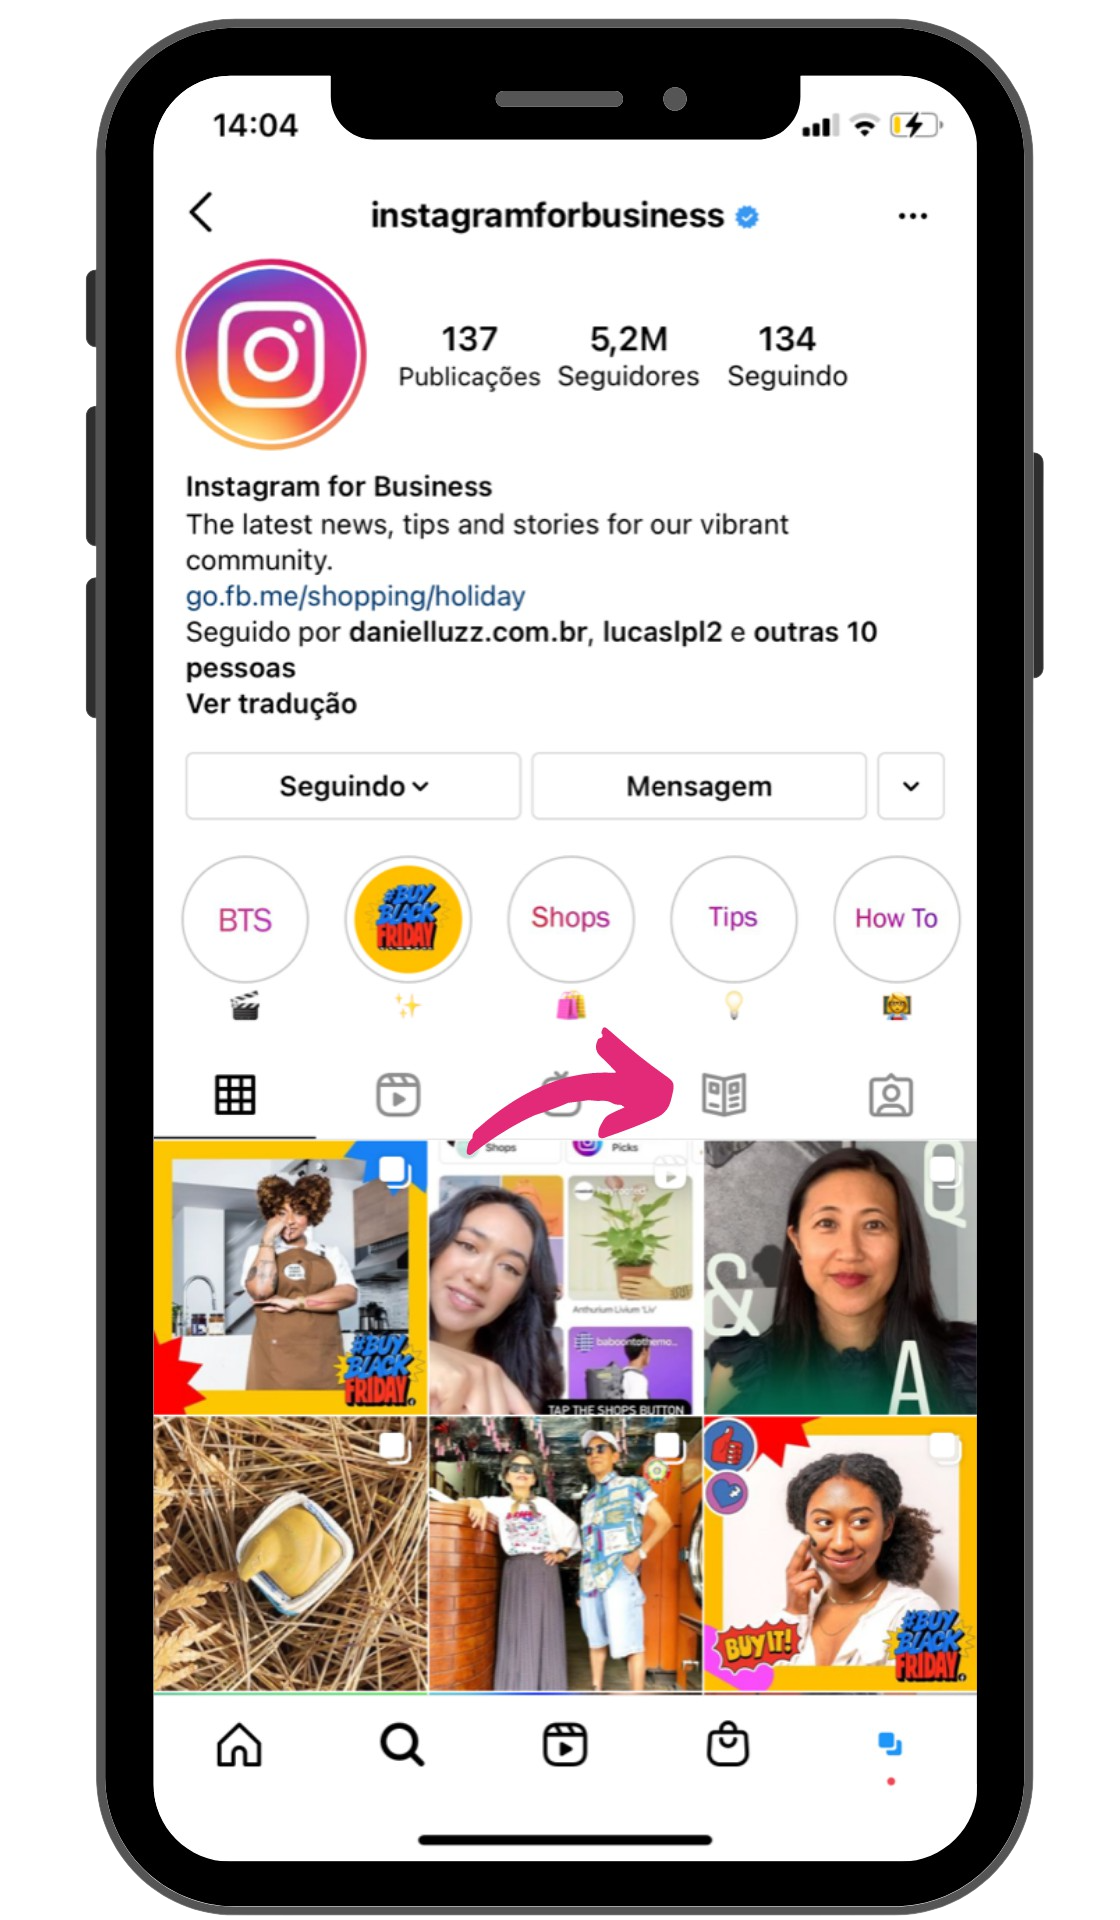 14:04
instagramforbusiness
137
5,2M
134
Publicações
Seguidores
Seguindo
Instagram for Business
The latest news, tips and stories for our vibrant
community.
go.fb.me/shopping/holiday
Seguido por danielluzz.com.br, lucaslpl2 e outras 10
pessoas
Ver tradução
Seguindo
Mensagem
BTS
#BUY
BLACK
FRIDAY
Shops
Tips
How To
Shops
Picks
Q
&
A
Anthurium Livium 'Liv'
baboontothemo...
TAP THE SHOPS BUTTON
#BUY
BLACK
FRIDAY
BUY IT!
#BUY
BLACK
FRIDAY